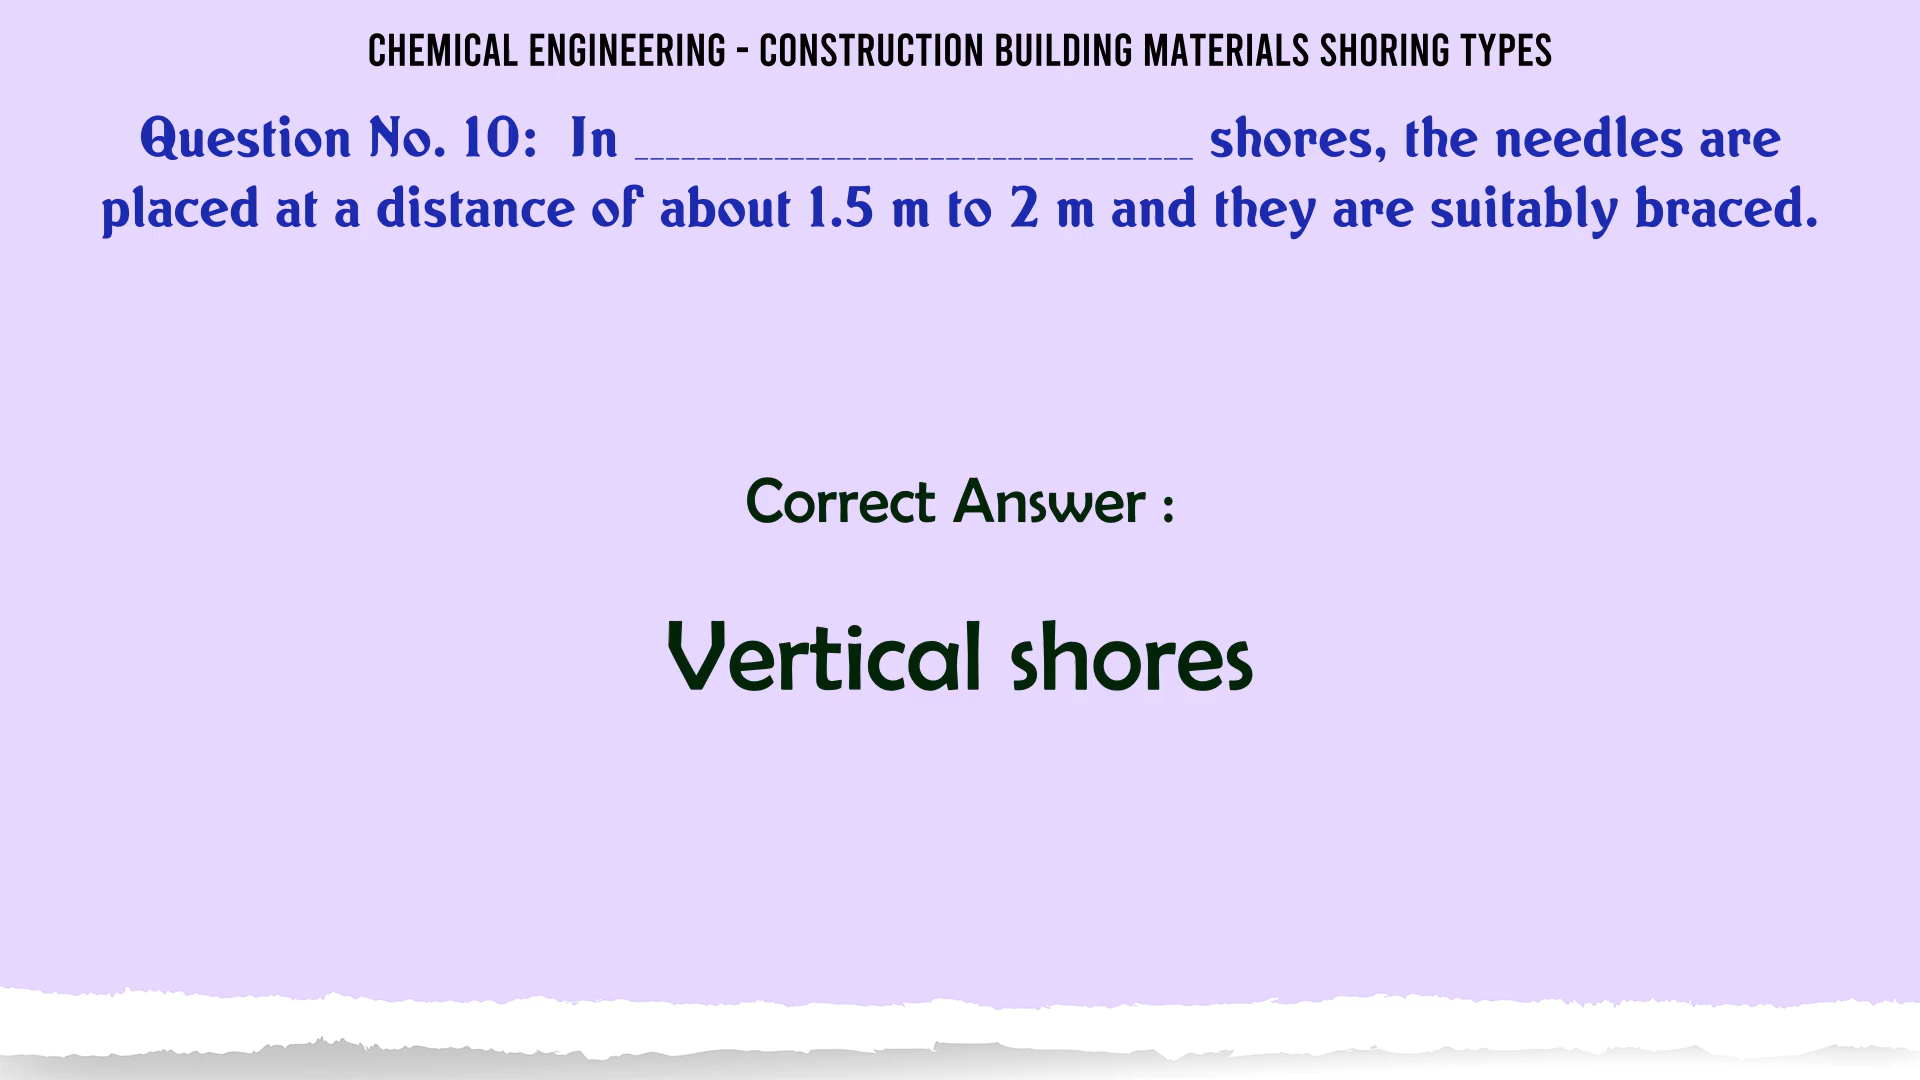 CHEMICAL ENGINEERING - CONSTRUCTION BUILDING MATERIALS SHORING TYPES
Question No. 10: In ____________________________________ shores, the needles are
placed at a distance of about 1.5 m to 2 m and they are suitably braced.
Correct Answer :
Vertical shores